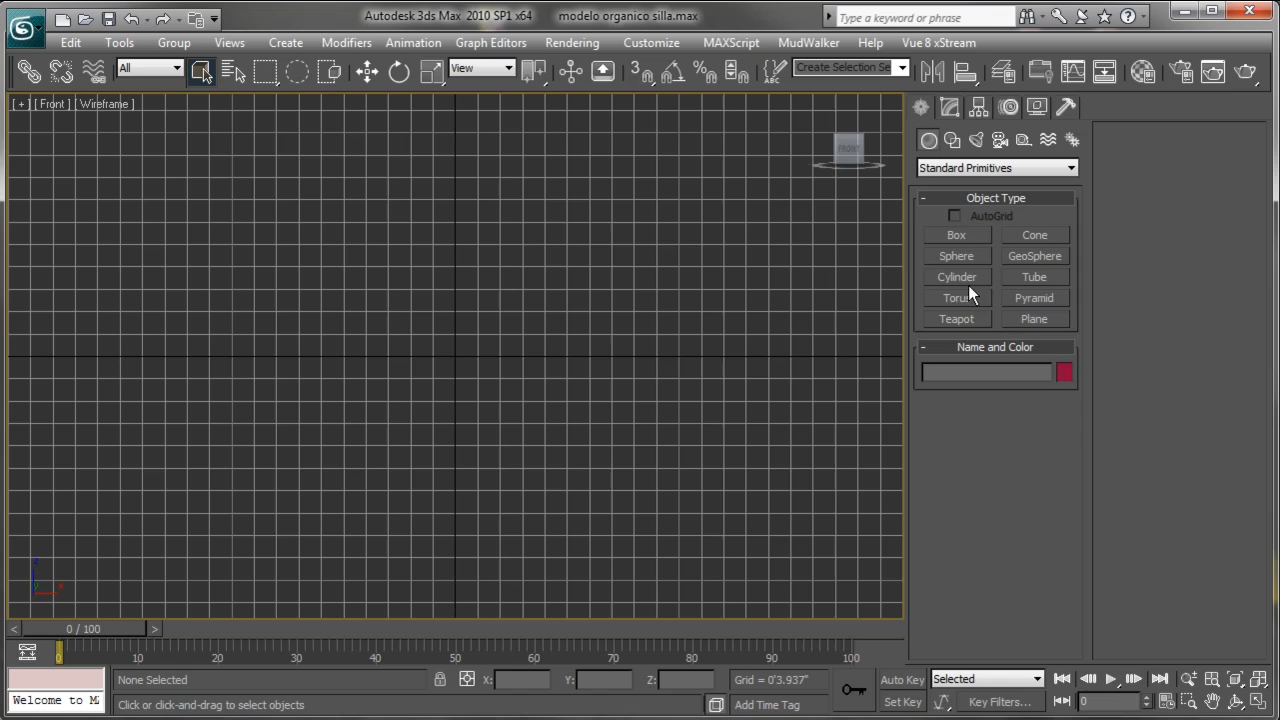 Autodesk 3ds Max 2010 SP1 x64 modelo organico silla.max
Type a keyword or phrase
Edit Tools Group Views Create Modifiers Animation Graph Editors Rendering Customize MAXScript MudWalker Help Vue 8 xStream
All View 3 Create Selection Se
[ + ] [ Front ] [ Wireframe ]
FRONT
Standard Primitives
- Object Type
AutoGrid
Box Cone
Sphere GeoSphere
Cylinder Tube
Pyramid
Teapot Plane
- Name and Color
z
x
< 0 / 100 >
0 10 20 30 40 50 60 70 80 90 100
None Selected X: Y: Z: Grid = 0'3.937" Auto Key Selected
Welcome to Click or click-and-drag to select objects Add Time Tag Set Key Key Filters... 0